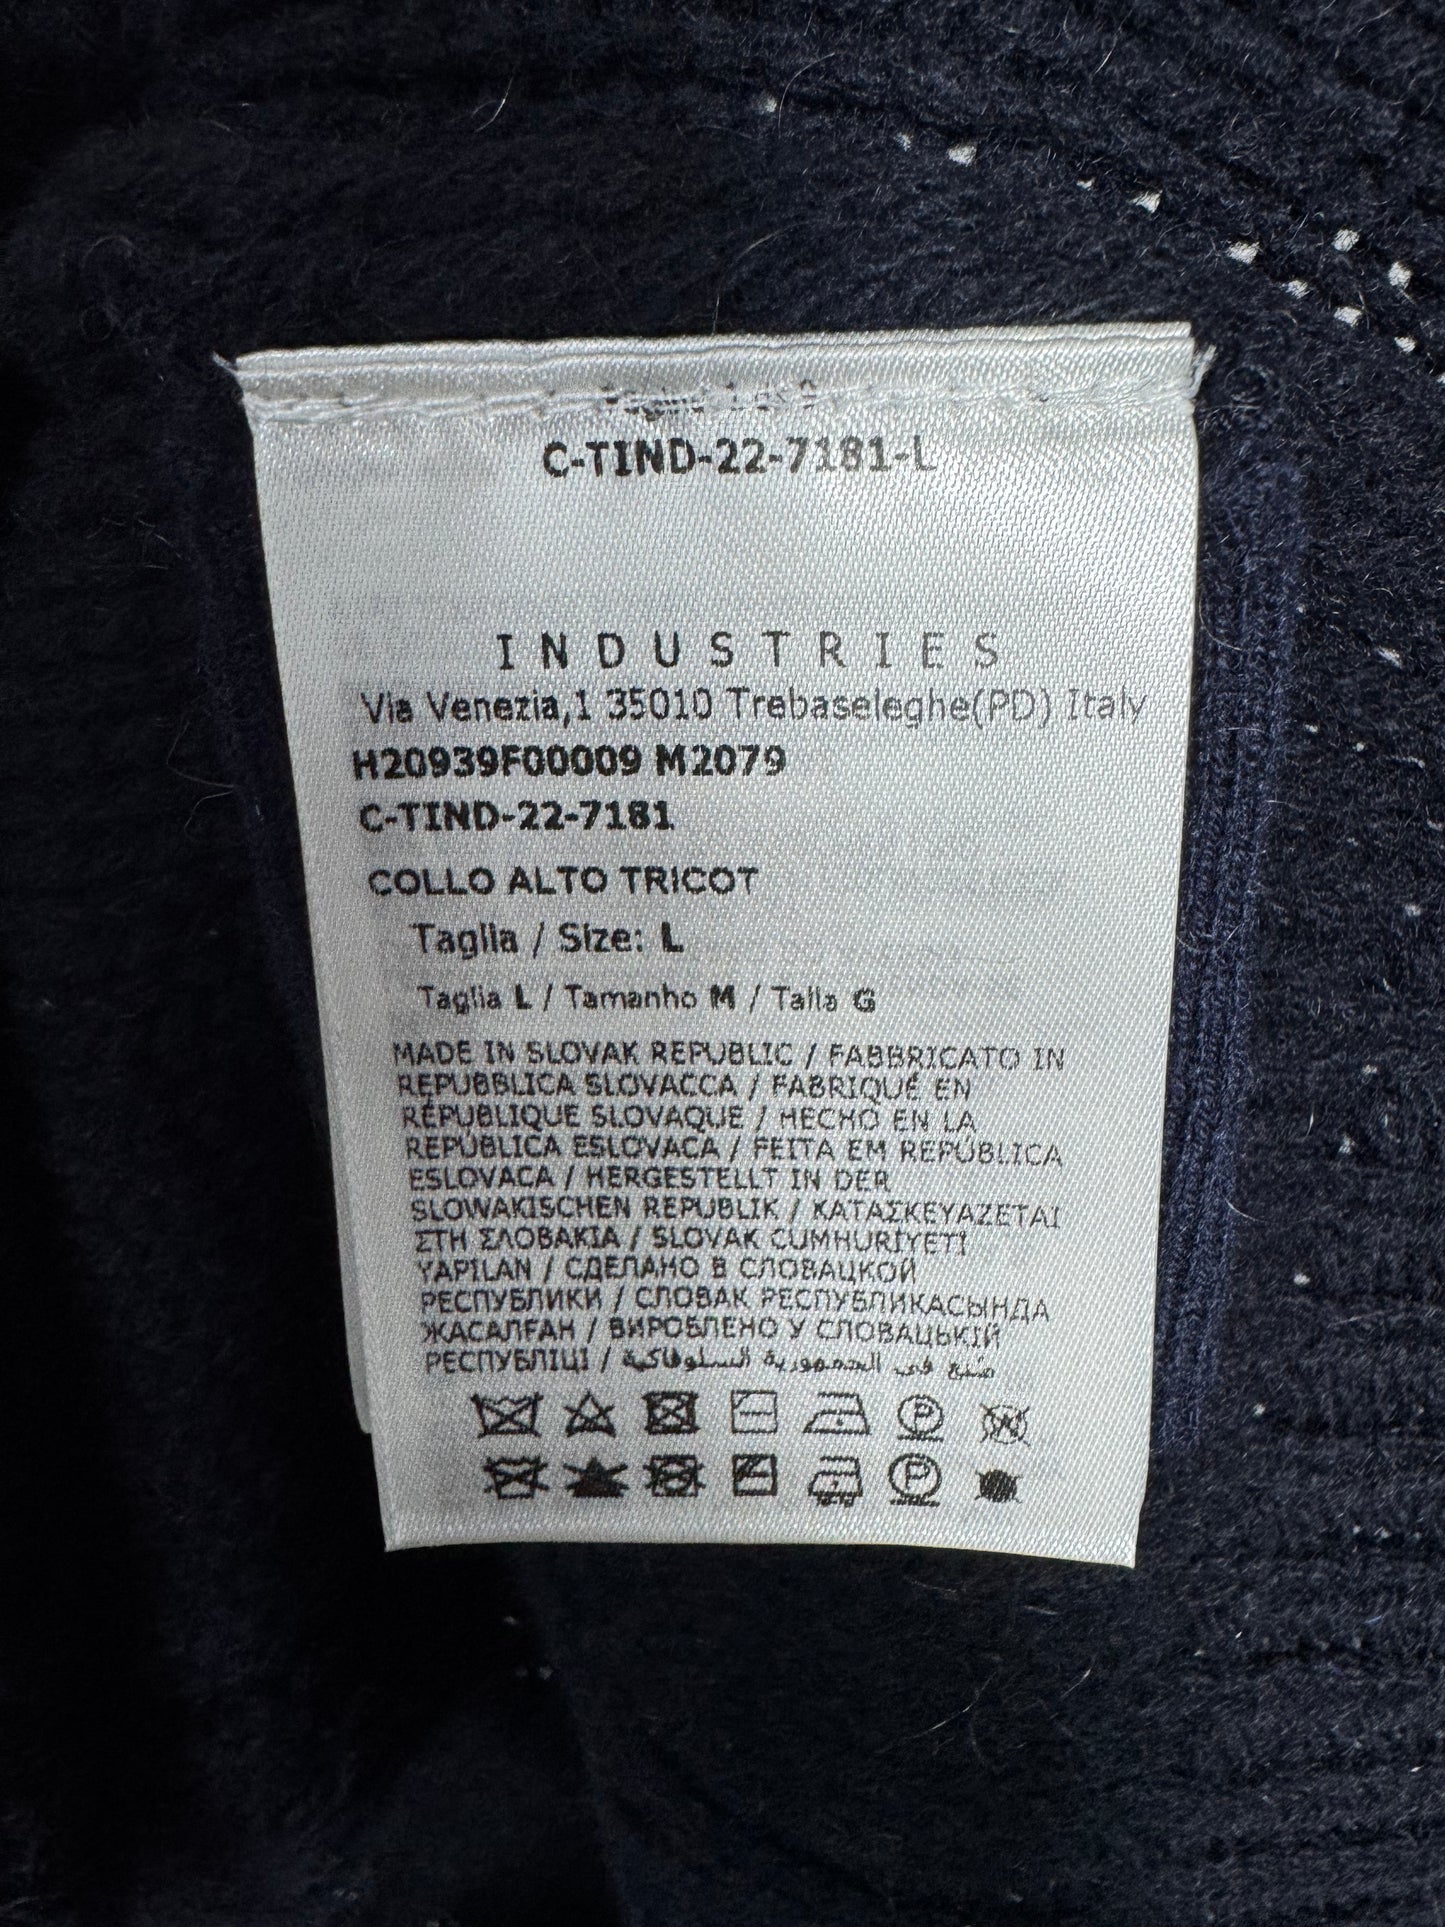 C-TIND-22-7181-L
INDUSTRIES
Via Venezia,1 35010 Trebaseleghe(PD) Italy
H20939F00009 M2079
C-TIND-22-7181
COLLO ALTO TRICOT
Taglia / Size: L
Taglia L / Tamanho M / Talla G
MADE IN SLOVAK REPUBLIC / FABBRICATO IN
REPUBBLICA SLOVACCA / FABRIQUÉ EN
RÉPUBLIQUE SLOVAQUE / HECHO EN LA
REPÚBLICA ESLOVACA / FEITA EM REPÚBLICA
ESLOVACA / HERGESTELLT IN DER
SLOWAKISCHEN REPUBLIK / ΚΑΤΑΣΚΕΥΑΖΕΤΑΙ
ΣΤΗ ΣΛΟΒΑΚΙΑ / SLOVAK CUMHURİYETİ
YAPILAN / СДЕЛАНО В СЛОВАЦКОЙ
РЕСПУБЛИКИ / СЛОВАК РЕСПУБЛИКАСЫНДА
ЖАСАЛҒАН / ВИРОБЛЕНО У СЛОВАЦЬКІЙ
РЕСПУБЛІЦІ / صنع في الجمهورية السلوفاكية
P W
P